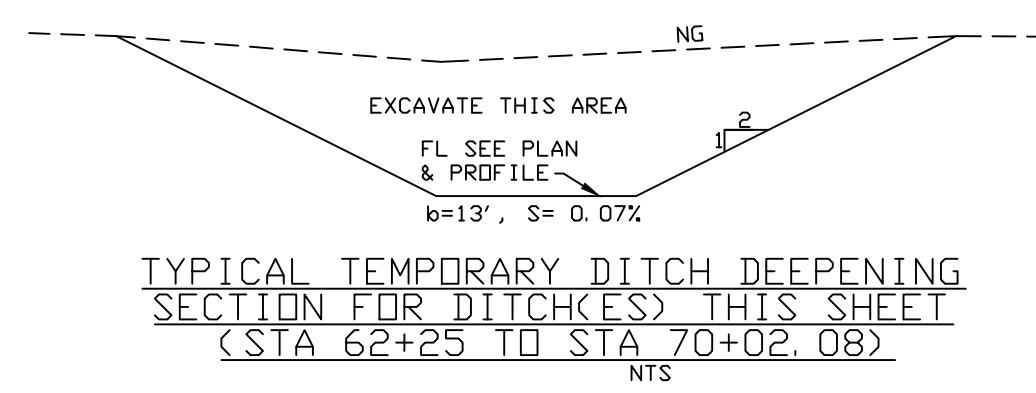 NG
EXCAVATE THIS AREA
2
1
FL SEE PLAN
& PROFILE
b=13', S= 0.07%
TYPICAL TEMPORARY DITCH DEEPENING
SECTION FOR DITCH(ES) THIS SHEET
(STA 62+25 TO STA 70+02.08)
NTS